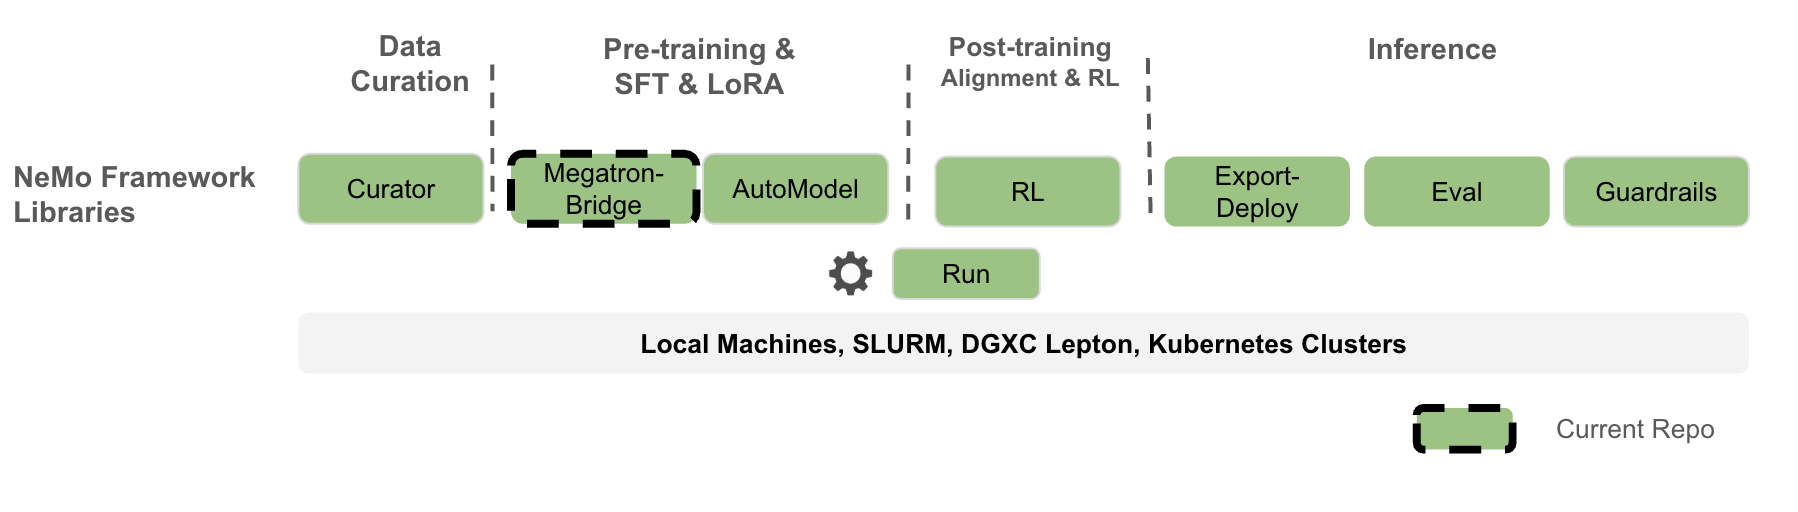 Data
Curation
Pre-training &
SFT & LoRA
Post-training
Alignment & RL
Inference
NeMo Framework
Libraries
Curator
Megatron-
Bridge
AutoModel
RL
Export-
Deploy
Eval
Guardrails
Run
Local Machines, SLURM, DGXC Lepton, Kubernetes Clusters
Current Repo